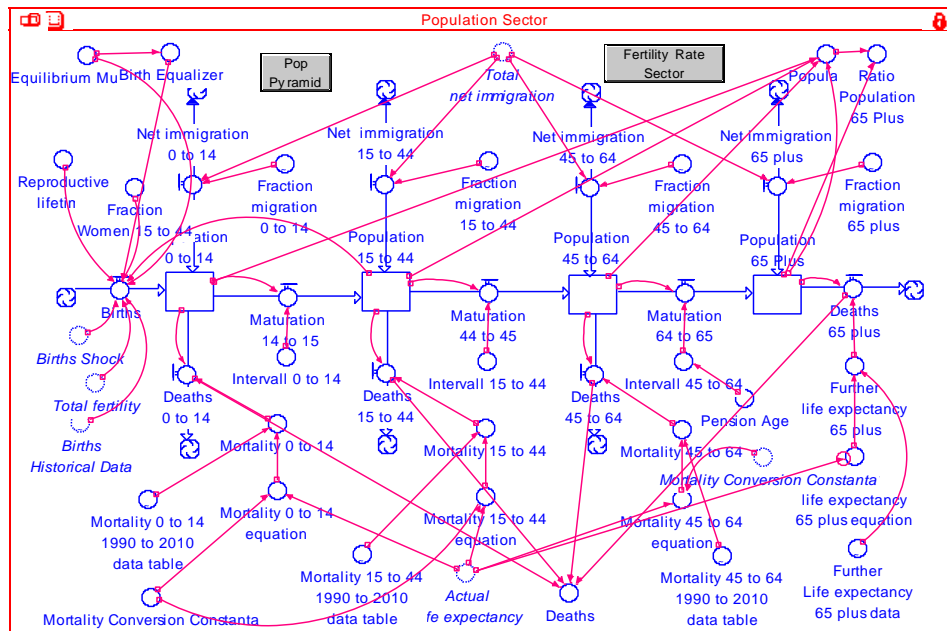 Population Sector
Equilibrium Mu
Birth Equalizer
Pop
Pyramid
Total
net immigration
Fertility Rate
Sector
Popula
Ratio
Population
65 Plus
Net immigration
0 to 14
Net immigration
15 to 44
Net immigration
45 to 64
Net immigration
65 plus
Reproductive
lifetin
Fraction
Women 15 to 44
Fraction
migration
0 to 14
Fraction
migration
15 to 44
Fraction
migration
45 to 64
Fraction
migration
65 plus
ation
0 to 14
Population
15 to 44
Population
45 to 64
Population
65 Plus
Births
Maturation
14 to 15
Maturation
44 to 45
Maturation
64 to 65
Deaths
65 plus
Births Shock
Total fertility
Births
Historical Data
Intervall 0 to 14
Intervall 15 to 44
Intervall 45 to 64
Pension Age
Deaths
0 to 14
Deaths
15 to 44
Deaths
45 to 64
Further
life expectancy
65 plus
Mortality 0 to 14
Mortality 15 to 44
Mortality 45 to 64
Mortality Conversion Constanta
Mortality 0 to 14
1990 to 2010
data table
Mortality 0 to 14
equation
Mortality 15 to 44
equation
Mortality 45 to 64
equation
life expectancy
65 plus equation
Mortality Conversion Constanta
Mortality 15 to 44
1990 to 2010
data table
Actual
fe expectancy
Deaths
Mortality 45 to 64
1990 to 2010
data table
Further
Life expectancy
65 plus data